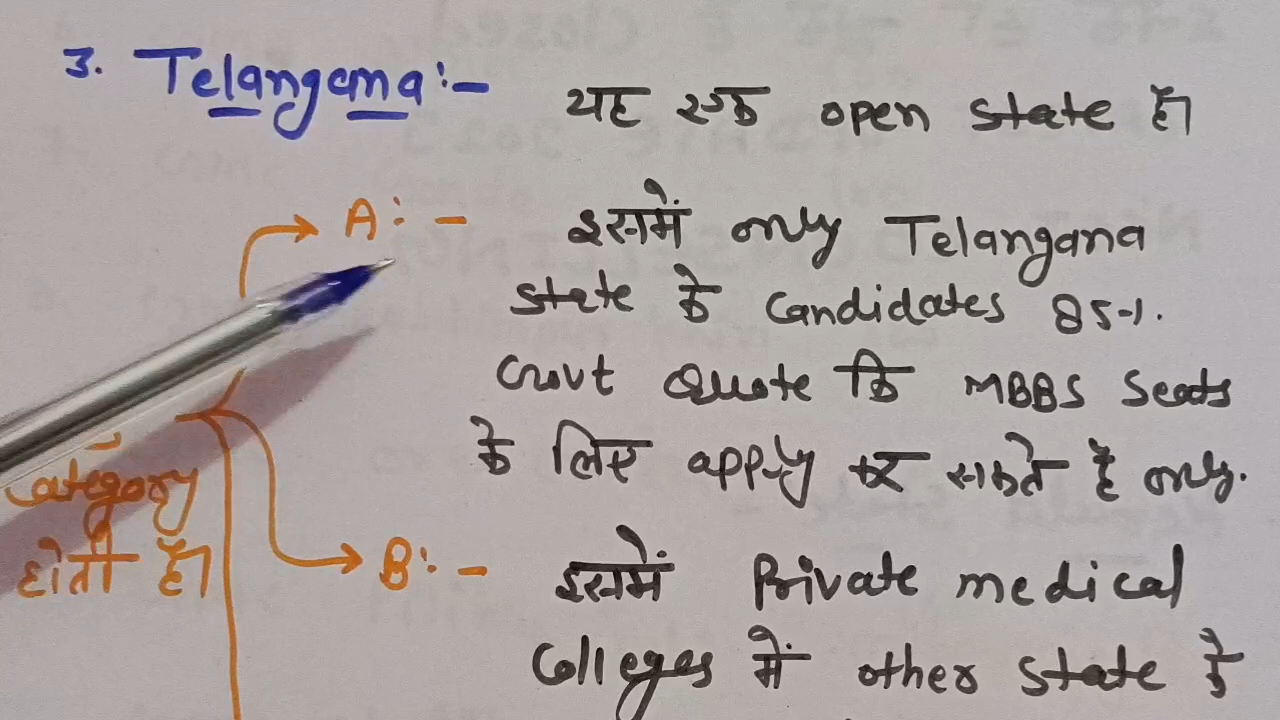 3. Telangana:- यह एक open state है।
A:- इसमें only Telangana
state के candidates 85%.
Govt Quote कि MBBS Seats
के लिए apply कर सकते है only.
category
होती है।
B:- इसमें Private medical
Colleges में other state के